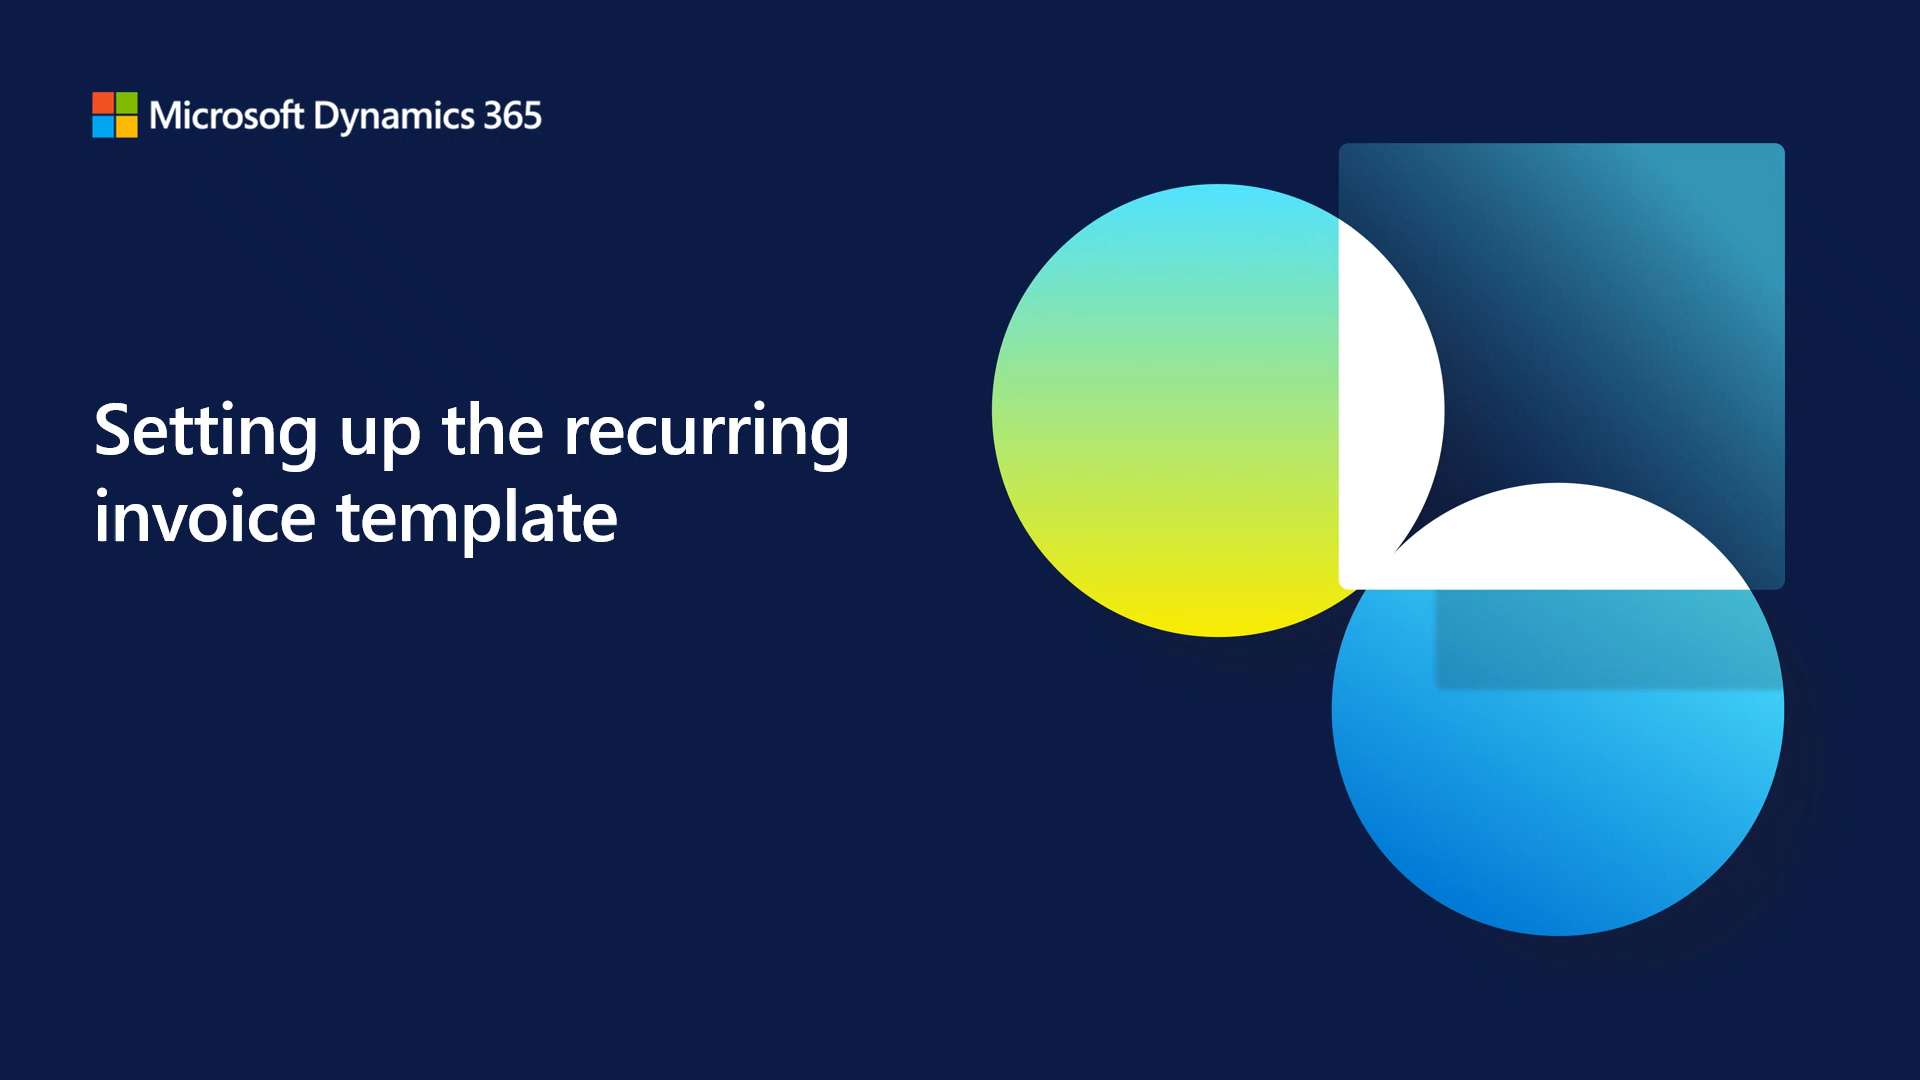 Microsoft Dynamics 365
Setting up the recurring
invoice template